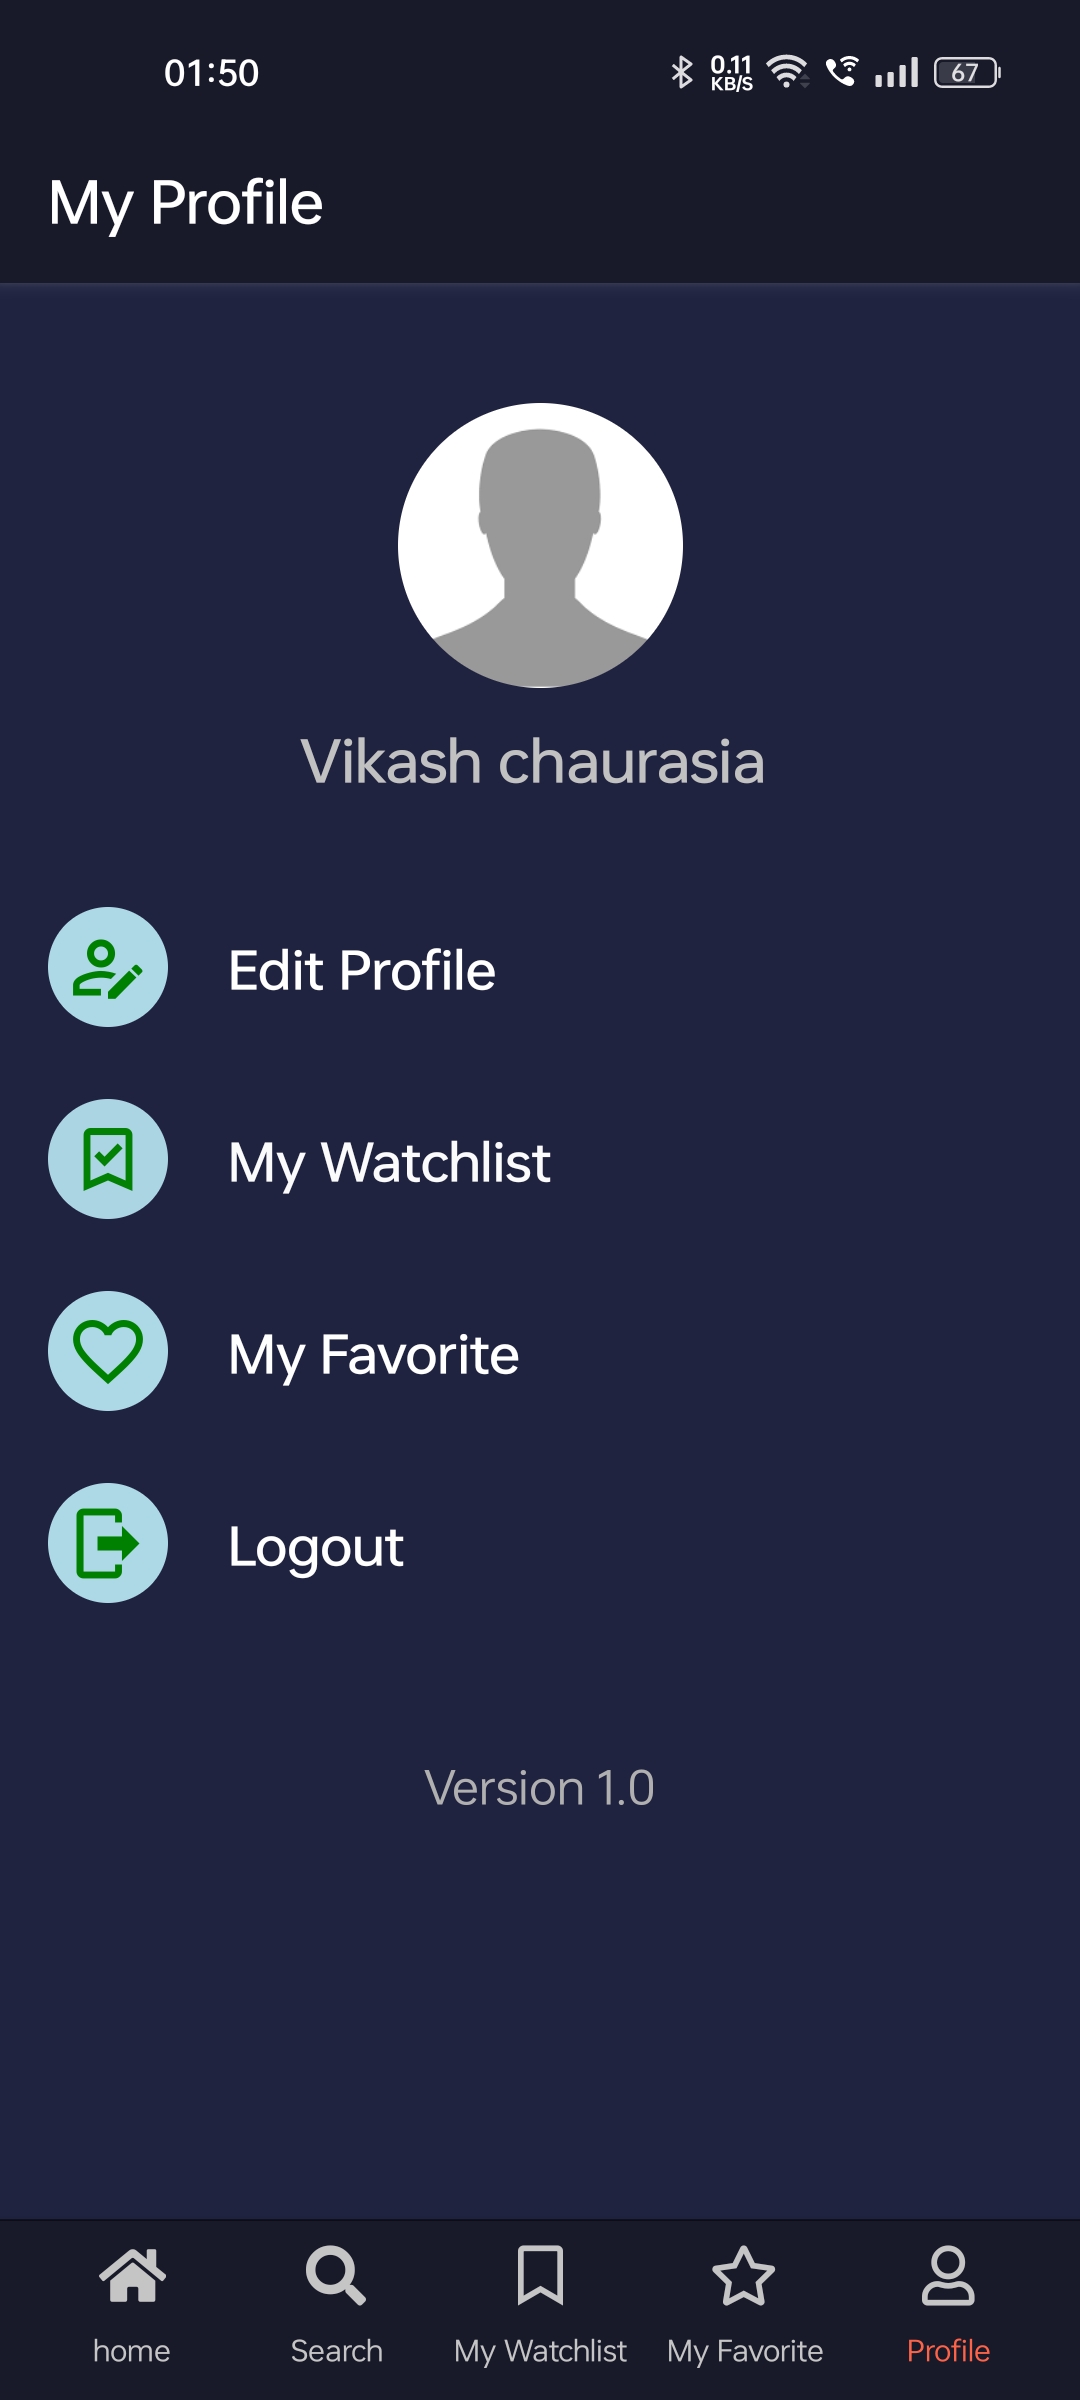 01:50
0.11
KB/S
67
My Profile
Vikash chaurasia
Edit Profile
My Watchlist
My Favorite
Logout
Version 1.0
home
Search
My Watchlist
My Favorite
Profile